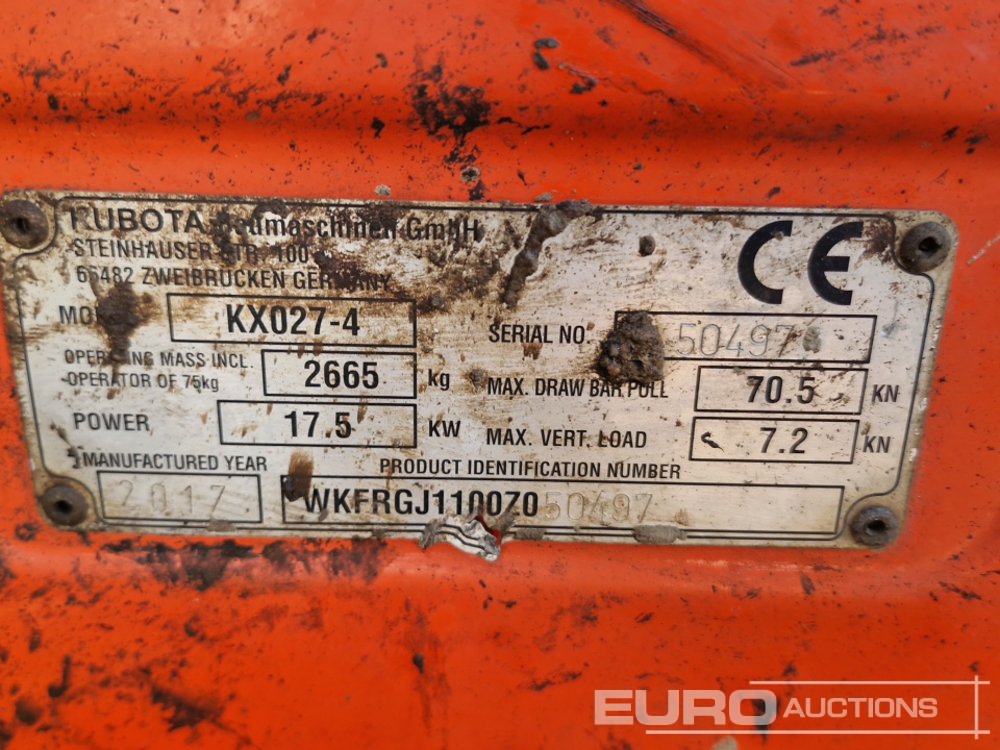 KUBOTA Baumaschinen GmbH
STEINHAUSER STR. 100
66482 ZWEIBRÜCKEN GERMANY
KX027-4
SERIAL NO.
50497
OPERATING MASS INCL.
OPERATOR OF 75kg
2665 kg
MAX. DRAW BAR PULL
70.5 KN
POWER
17.5 KW
MAX. VERT. LOAD
7.2 KN
MANUFACTURED YEAR
2017
PRODUCT IDENTIFICATION NUMBER
WKFRGJ1100Z050497
CE
EURO AUCTIONS